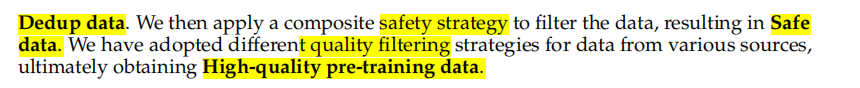 Dedup data. We then apply a composite safety strategy to filter the data, resulting in Safe
data. We have adopted different quality filtering strategies for data from various sources,
ultimately obtaining High-quality pre-training data.